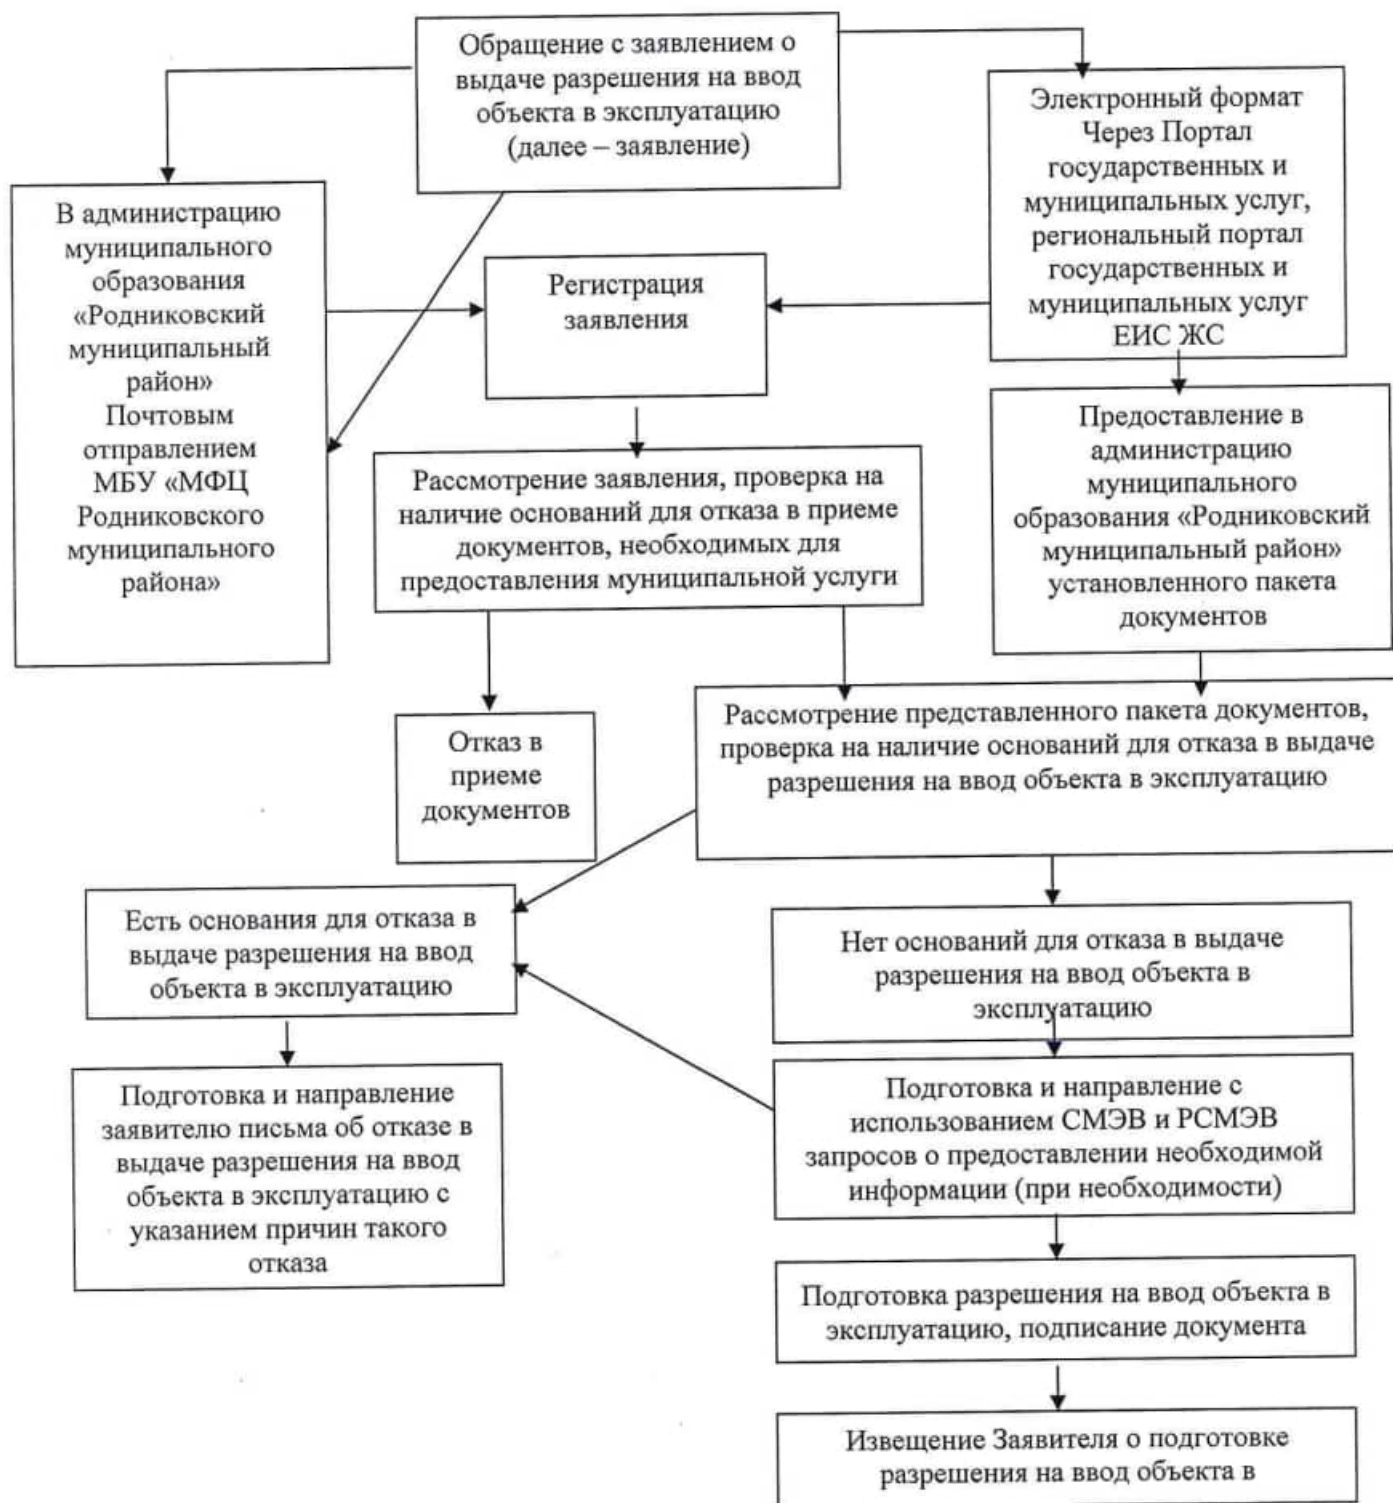 Обращение с заявлением о
выдаче разрешения на ввод
объекта в эксплуатацию
(далее – заявление)
Электронный формат
Через Портал
государственных и
муниципальных услуг,
региональный портал
государственных и
муниципальных услуг
ЕИС ЖС
В администрацию
муниципального
образования
«Родниковский
муниципальный
район»
Почтовым
отправлением
МБУ «МФЦ
Родниковского
муниципального
района»
Регистрация
заявления
Предоставление в
администрацию
муниципального
образования «Родниковский
муниципальный район»
установленного пакета
документов
Рассмотрение заявления, проверка на
наличие оснований для отказа в приеме
документов, необходимых для
предоставления муниципальной услуги
Отказ в
приеме
документов
Рассмотрение представленного пакета документов,
проверка на наличие оснований для отказа в выдаче
разрешения на ввод объекта в эксплуатацию
Есть основания для отказа в
выдаче разрешения на ввод
объекта в эксплуатацию
Нет оснований для отказа в выдаче
разрешения на ввод объекта в
эксплуатацию
Подготовка и направление
заявителю письма об отказе в
выдаче разрешения на ввод
объекта в эксплуатацию с
указанием причин такого
отказа
Подготовка и направление с
использованием СМЭВ и РСМЭВ
запросов о предоставлении необходимой
информации (при необходимости)
Подготовка разрешения на ввод объекта в
эксплуатацию, подписание документа
Извещение Заявителя о подготовке
разрешения на ввод объекта в